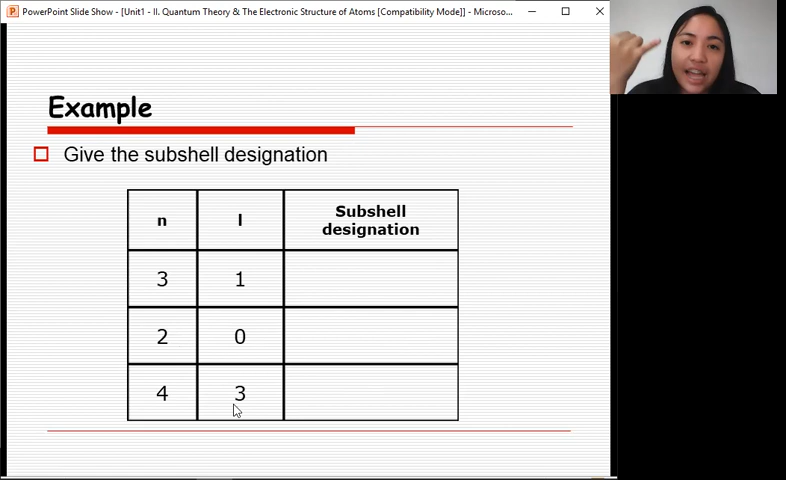 PowerPoint Slide Show - [Unit1 - II. Quantum Theory & The Electronic Structure of Atoms [Compatibility Mode]] - Microso...
Example
Give the subshell designation
n l Subshell designation
3 1
2 0
4 3